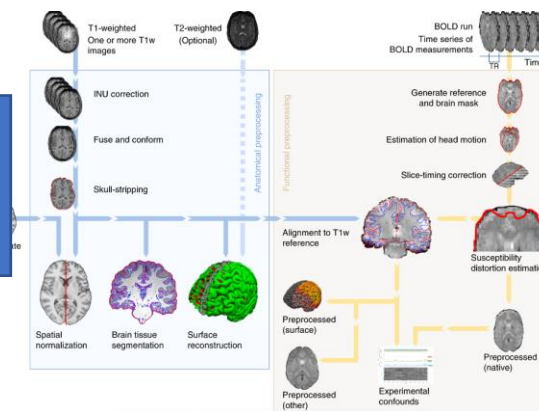 T1-weighted
One or more T1w
images
T2-weighted
(Optional)
INU correction
Fuse and conform
Skull-stripping
Anatomical preprocessing
Spatial
normalization
Brain tissue
segmentation
Surface
reconstruction
BOLD run
Time series of
BOLD measurements
TR
Functional preprocessing
Generate reference
and brain mask
Estimation of head motion
Slice-timing correction
Alignment to T1w
reference
Susceptibility
distortion
Preprocessed
(surface)
Preprocessed
(other)
Experimental
confounds
Preprocessed
(native)